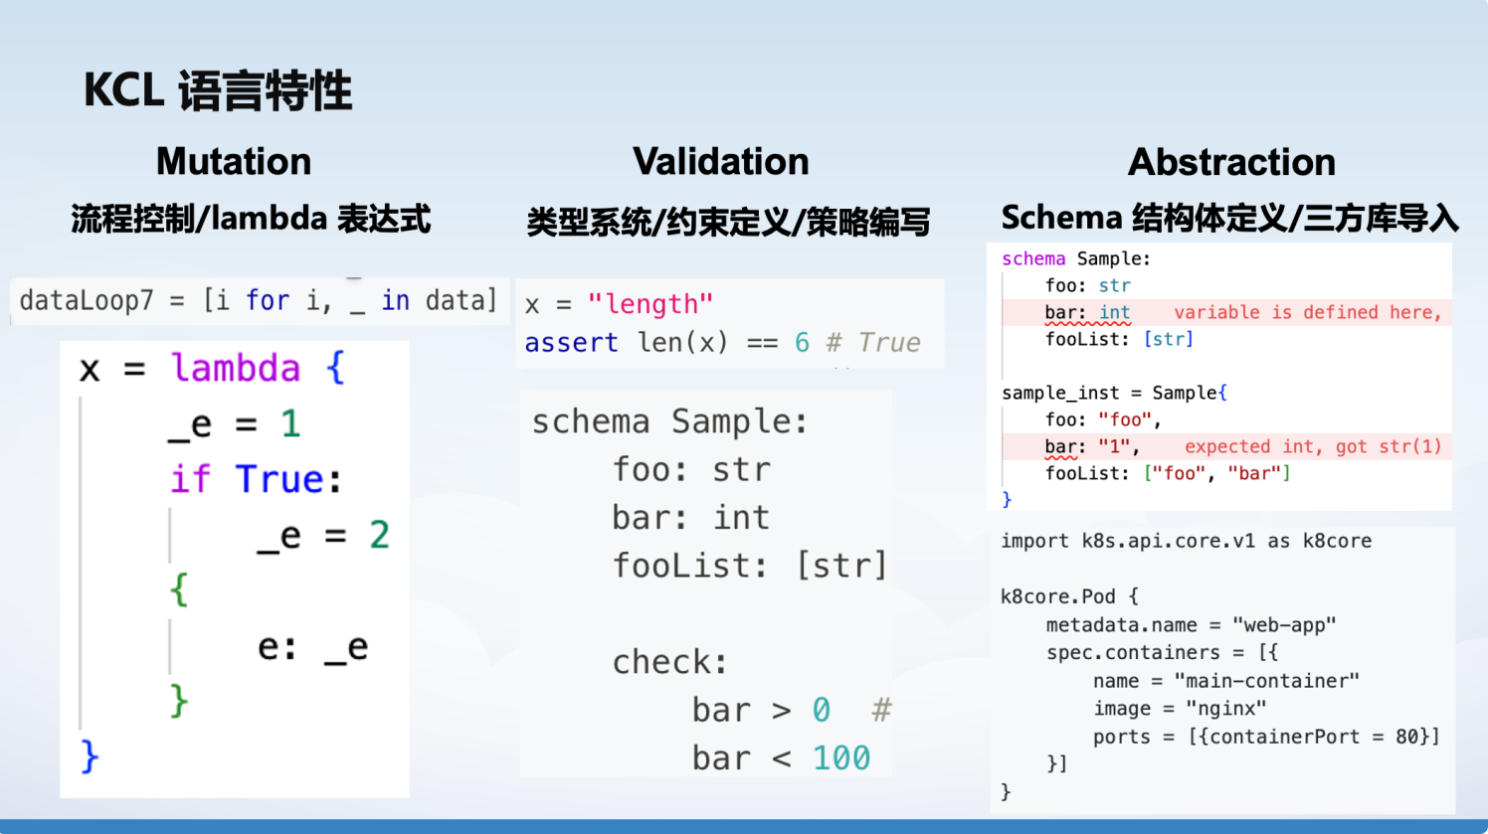 KCL 语言特性
Mutation
流程控制/lambda 表达式
dataLoop7 = [i for i, _ in data]
x = lambda {
    _e = 1
    if True:
        _e = 2
    {
        e: _e
    }
}
Validation
类型系统/约束定义/策略编写
x = "length"
assert len(x) == 6 # True
schema Sample:
    foo: str
    bar: int
    fooList: [str]
    check:
        bar > 0  #
        bar < 100
Abstraction
Schema 结构体定义/三方库导入
schema Sample:
    foo: str
    bar: int    variable is defined here,
    fooList: [str]
sample_inst = Sample{
    foo: "foo",
    bar: "1",    expected int, got str(1)
    fooList: ["foo", "bar"]
}
import k8s.api.core.v1 as k8core
k8core.Pod {
    metadata.name = "web-app"
    spec.containers = [{
        name = "main-container"
        image = "nginx"
        ports = [{containerPort = 80}]
    }]
}